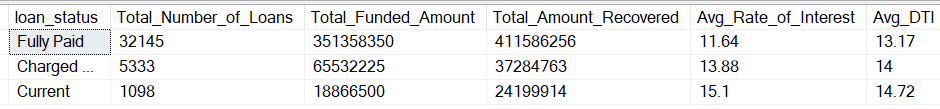 loan_status Total_Number_of_Loans Total_Funded_Amount Total_Amount_Recovered Avg_Rate_of_Interest Avg_DTI
Fully Paid 32145 351358350 411586256 11.64 13.17
Charged ... 5333 65532225 37284763 13.88 14
Current 1098 18866500 24199914 15.1 14.72